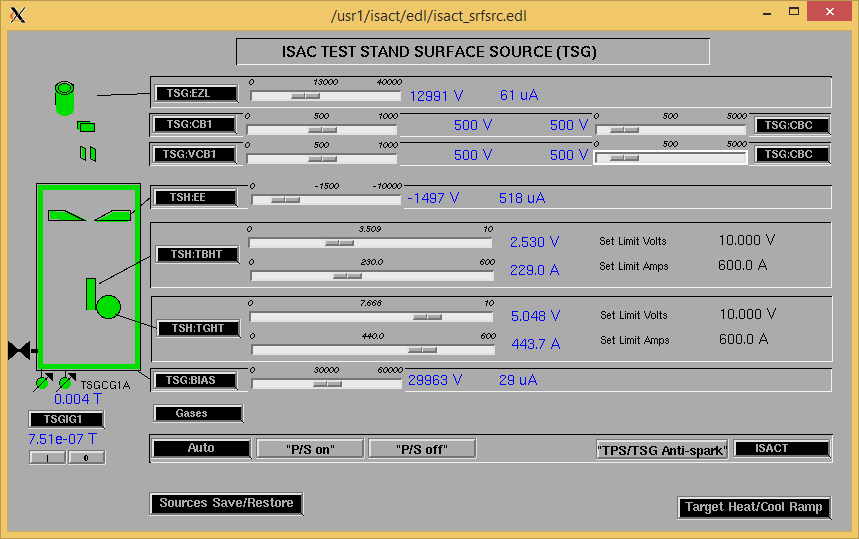 /usr1/isact/edl/isact_srfsrc.edl
ISAC TEST STAND SURFACE SOURCE (TSG)
0 13000 40000
TSG:EZL 12991 V 61 uA
0 500 1000 0 500 5000
TSG:CB1 500 V 500 V TSG:CBC
0 500 1000 0 500 5000
TSG:VCB1 500 V 500 V TSG:CBC
0 -1500 -10000
TSH:EE -1497 V 518 uA
0 3.509 10
2.530 V Set Limit Volts 10.000 V
TSH:TBHT
0 230.0 600
229.0 A Set Limit Amps 600.0 A
0 7.668 10
5.048 V Set Limit Volts 10.000 V
TSH:TGHT
0 440.0 600
443.7 A Set Limit Amps 600.0 A
0 30000 60000
TSG:BIAS 29963 V 29 uA
TSGCG1A
0.004 T
TSGIG1
Gases
7.51e-07 T
I 0
Auto "P/S on" "P/S off" "TPS/TSG Anti-spark" ISACT
Sources Save/Restore
Target Heat/Cool Ramp